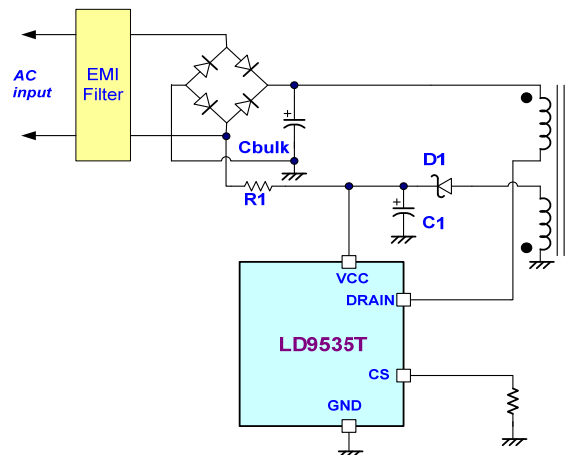 AC
input
EMI
Filter
Cbulk
D1
R1
C1
VCC
DRAIN
LD9535T
CS
GND